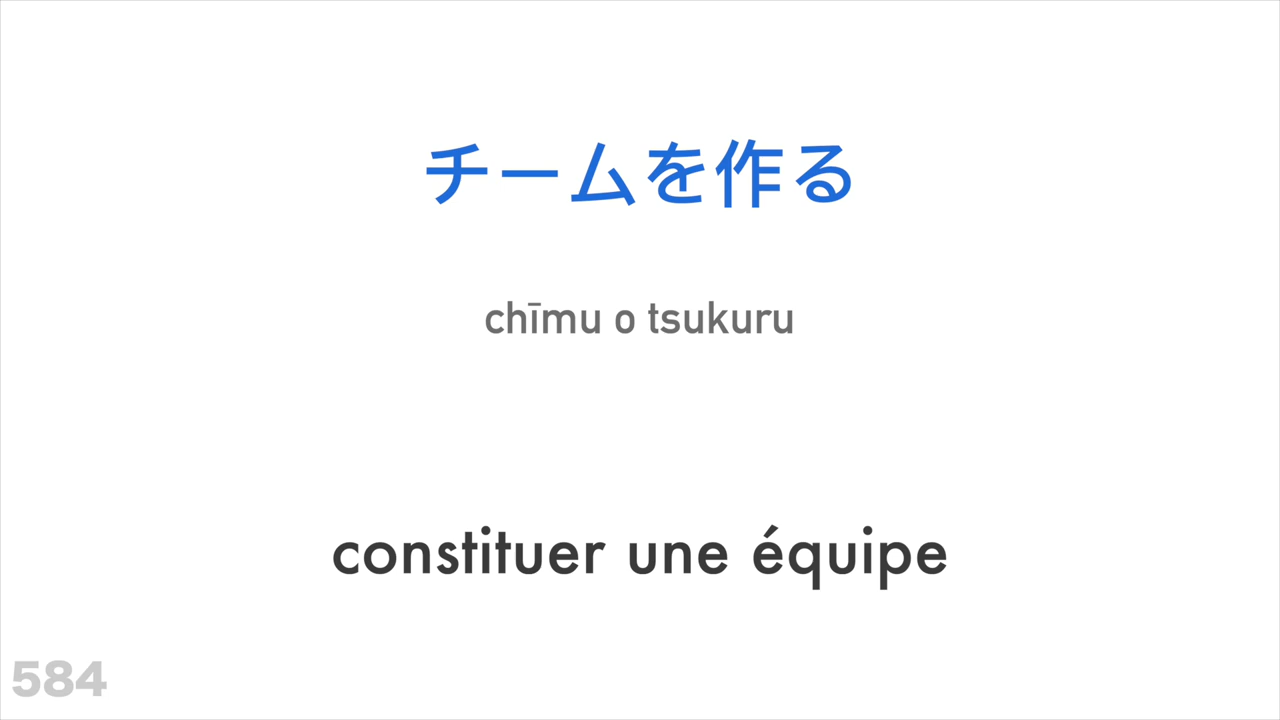 チームを作る
chīmu o tsukuru
constituer une équipe
584